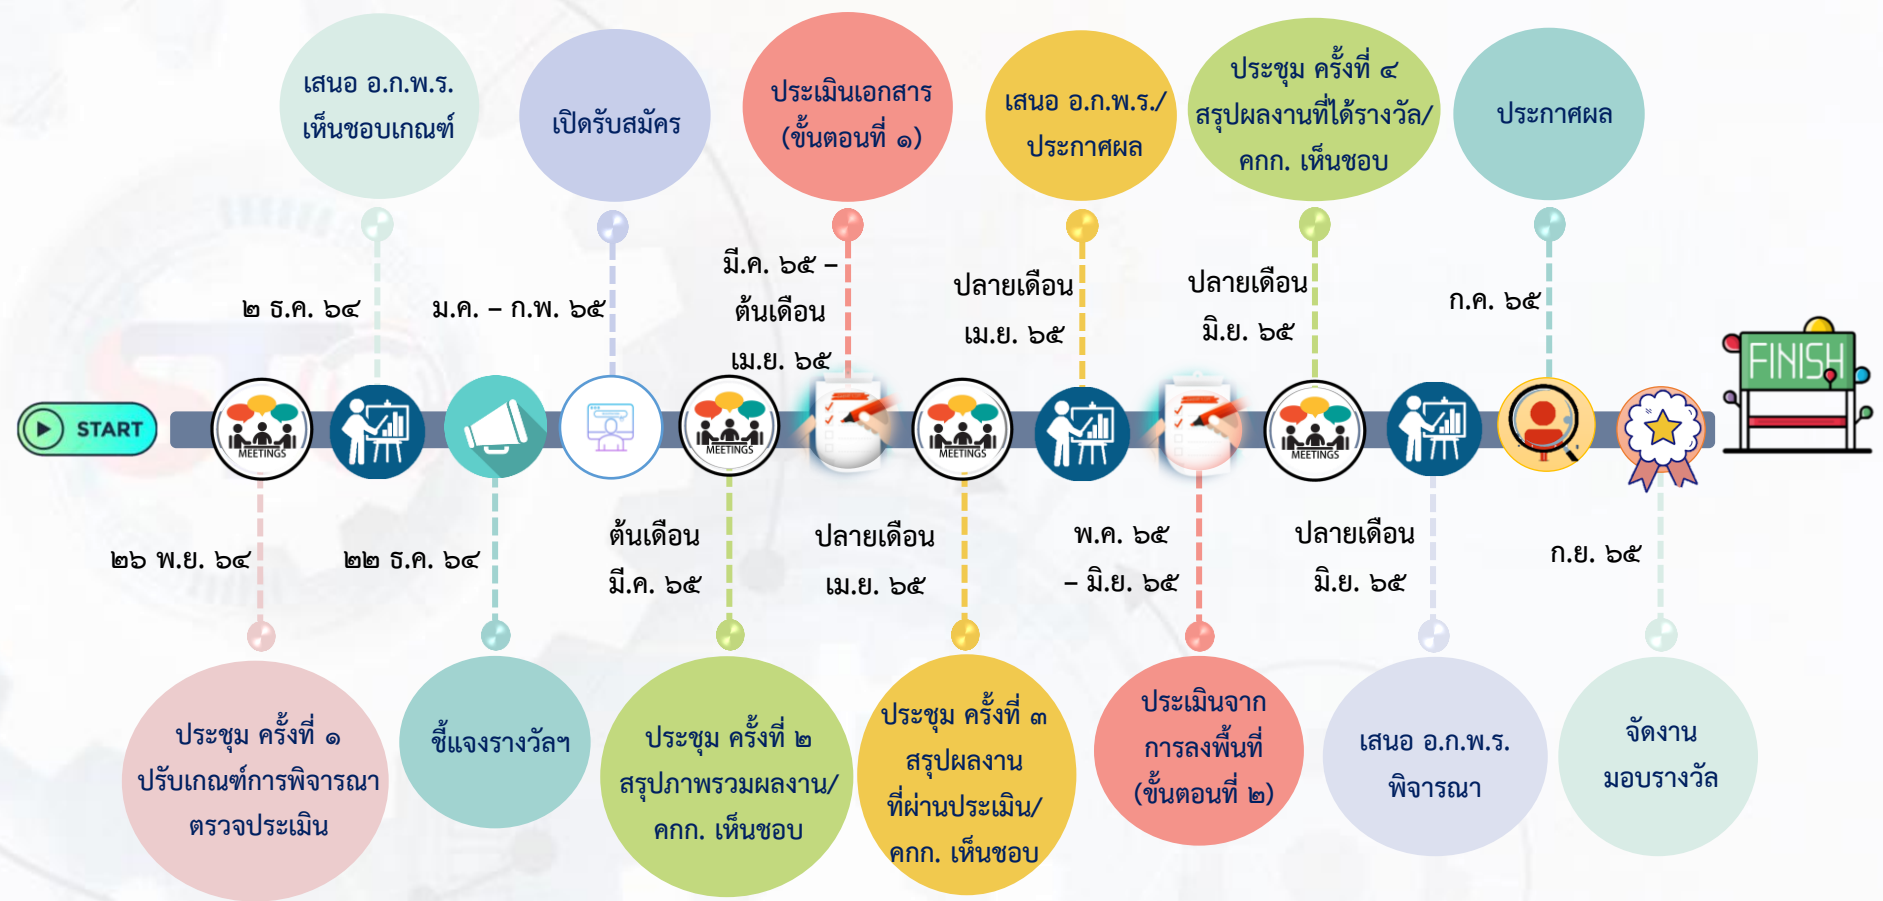 เสนอ อ.ก.พ.ร.
เห็นชอบเกณฑ์
เปิดรับสมัคร
ประเมินเอกสาร
(ขั้นตอนที่ ๑)
เสนอ อ.ก.พ.ร./
ประกาศผล
ประชุม ครั้งที่ ๔
สรุปผลงานที่ได้รางวัล/
คกก. เห็นชอบ
ประกาศผล
๒ ธ.ค. ๖๔
ม.ค. – ก.พ. ๖๕
มี.ค. ๖๕ –
ต้นเดือน
เม.ย. ๖๕
ปลายเดือน
เม.ย. ๖๕
ปลายเดือน
มิ.ย. ๖๕
ก.ค. ๖๕
START
MEETINGS
MEETINGS
MEETINGS
MEETINGS
FINISH
๒๖ พ.ย. ๖๔
๒๒ ธ.ค. ๖๔
ต้นเดือน
มี.ค. ๖๕
ปลายเดือน
เม.ย. ๖๕
พ.ค. ๖๕
– มิ.ย. ๖๕
ปลายเดือน
มิ.ย. ๖๕
ก.ย. ๖๕
ประชุม ครั้งที่ ๑
ปรับเกณฑ์การพิจารณา
ตรวจประเมิน
ชี้แจงรางวัลฯ
ประชุม ครั้งที่ ๒
สรุปภาพรวมผลงาน/
คกก. เห็นชอบ
ประชุม ครั้งที่ ๓
สรุปผลงาน
ที่ผ่านประเมิน/
คกก. เห็นชอบ
ประเมินจาก
การลงพื้นที่
(ขั้นตอนที่ ๒)
เสนอ อ.ก.พ.ร.
พิจารณา
จัดงาน
มอบรางวัล